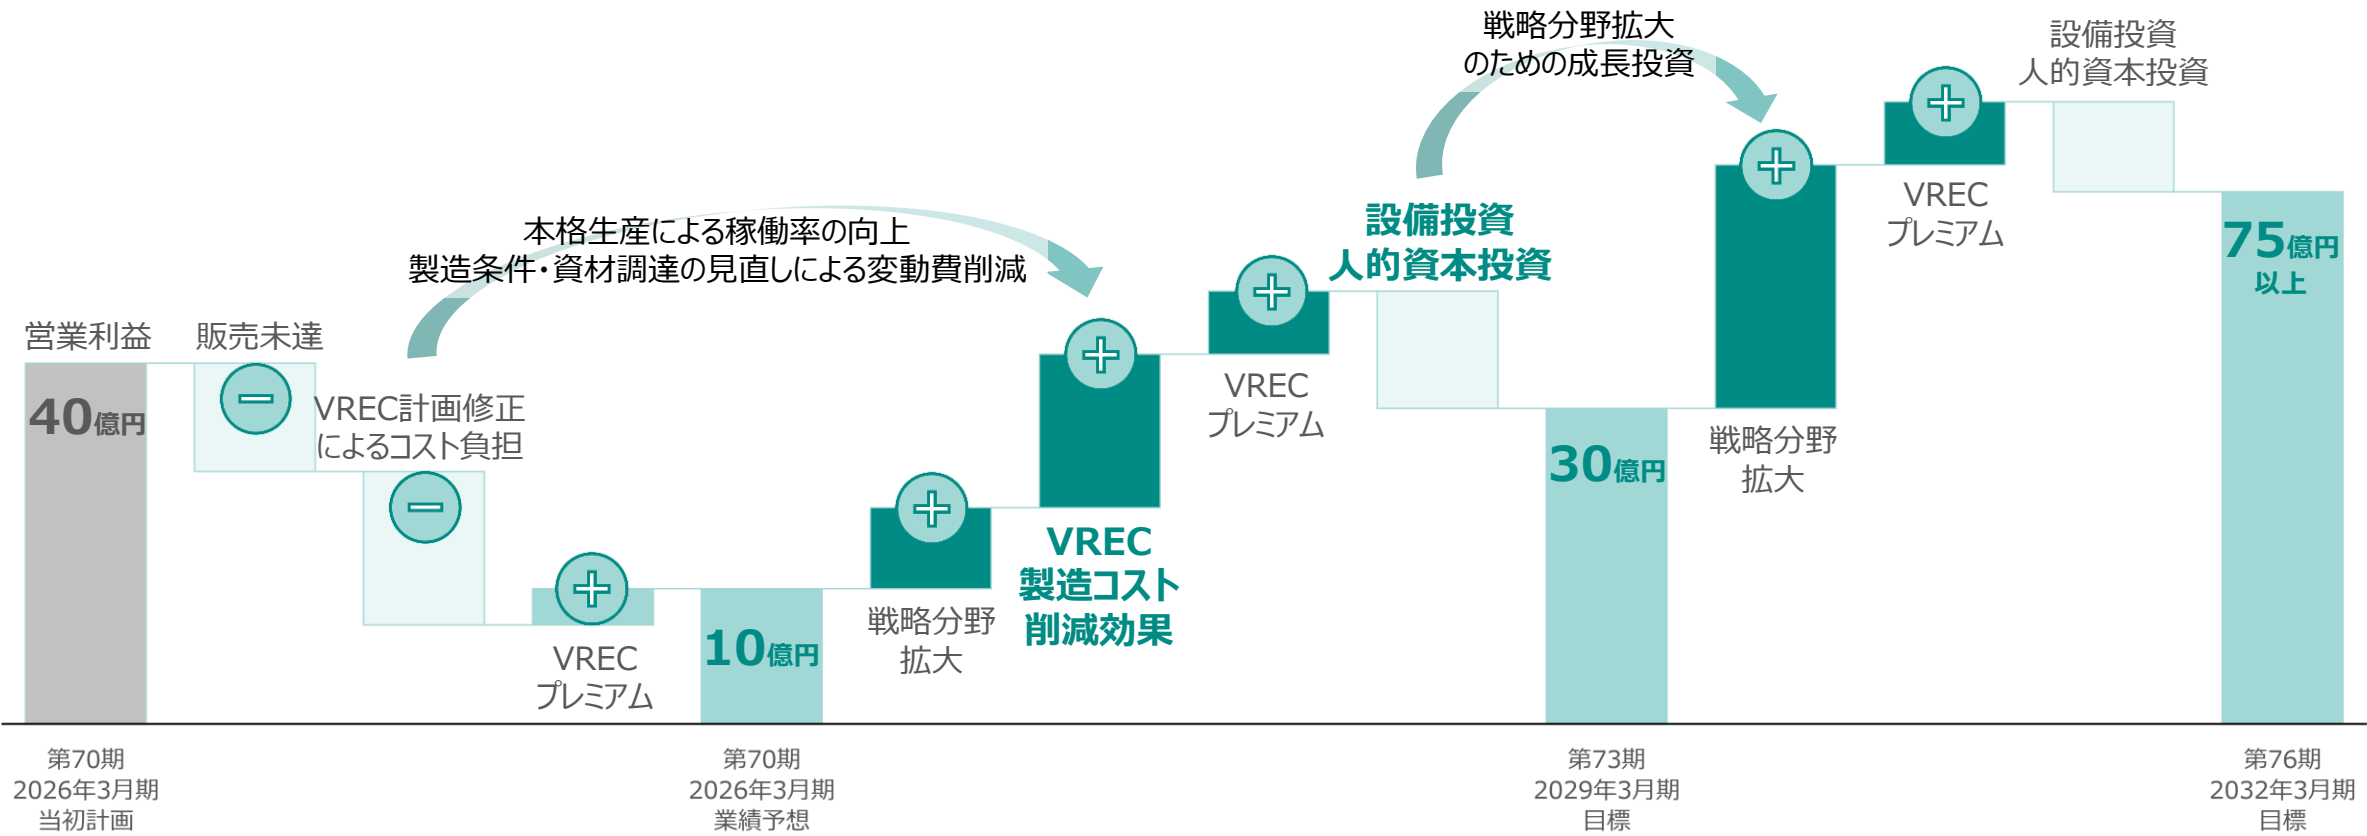 戦略分野拡大
のための成長投資
設備投資
人的資本投資
本格生産による稼働率の向上
製造条件・資材調達の見直しによる変動費削減
設備投資
人的資本投資
VREC
プレミアム
75億円
以上
営業利益
40億円
販売未達
VREC計画修正
によるコスト負担
VREC
プレミアム
10億円
戦略分野
拡大
VREC
製造コスト
削減効果
VREC
プレミアム
30億円
戦略分野
拡大
第70期
2026年3月期
当初計画
第70期
2026年3月期
業績予想
第73期
2029年3月期
目標
第76期
2032年3月期
目標